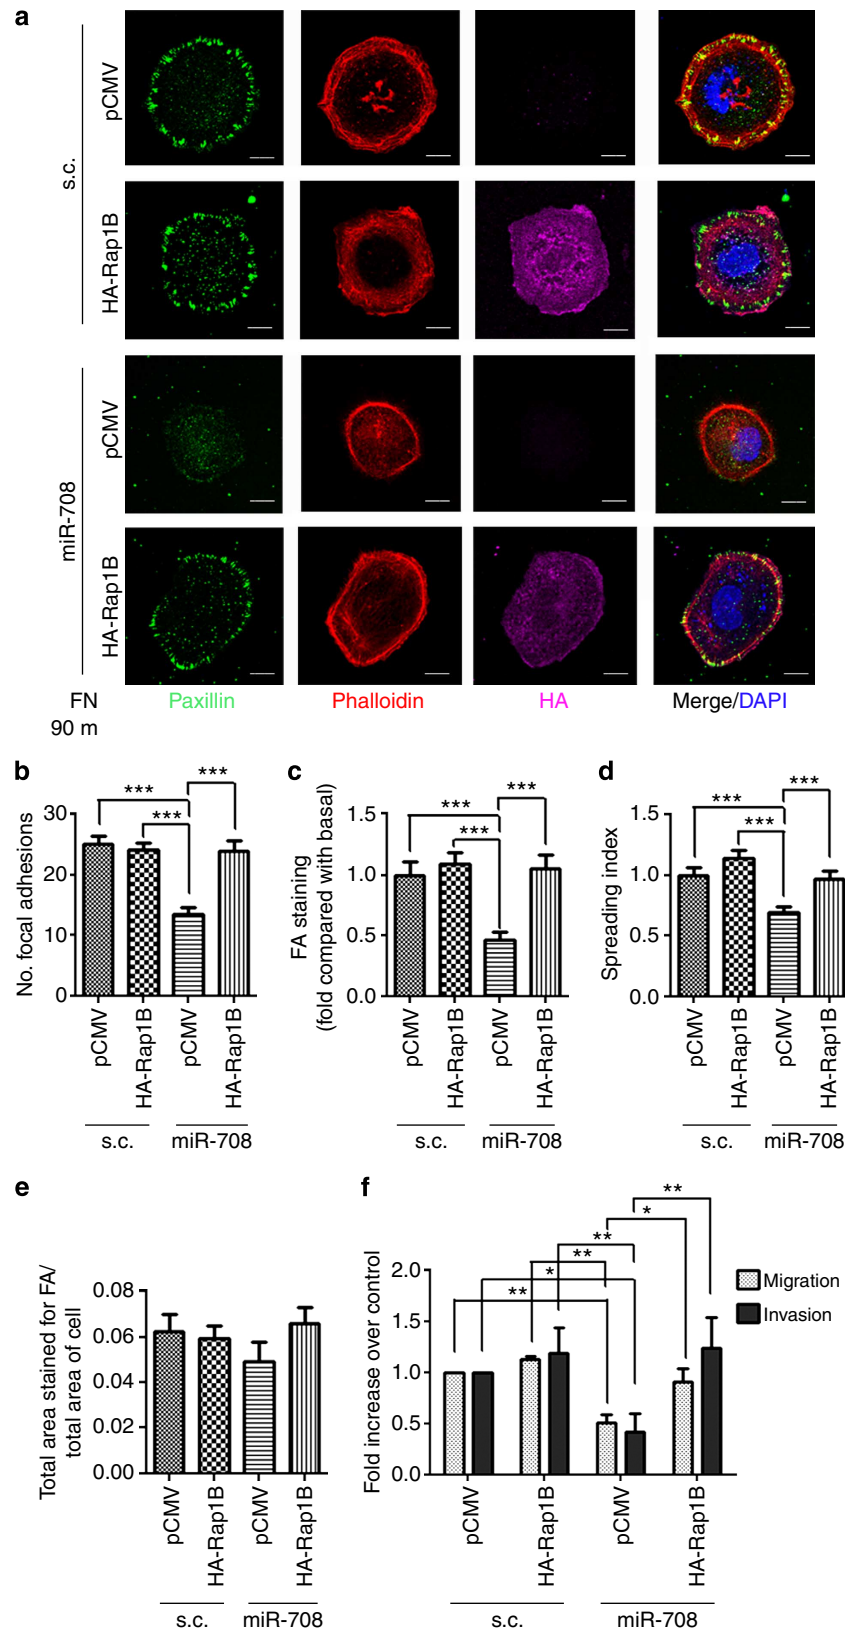 a
s.c.
pCMV
HA-Rap1B
miR-708
pCMV
HA-Rap1B
FN
90 m
Paxillin
Phalloidin
HA
Merge/DAPI
b
No. focal adhesions
30
20
10
0
***
***
***
pCMV
HA-Rap1B
pCMV
HA-Rap1B
s.c.
miR-708
c
FA staining
(fold compared with basal)
1.5
1.0
0.5
0.0
***
***
***
pCMV
HA-Rap1B
pCMV
HA-Rap1B
s.c.
miR-708
d
Spreading index
1.5
1.0
0.5
0.0
***
***
***
pCMV
HA-Rap1B
pCMV
HA-Rap1B
s.c.
miR-708
e
Total area stained for FA/
total area of cell
0.08
0.06
0.04
0.02
0.00
pCMV
HA-Rap1B
pCMV
HA-Rap1B
s.c.
miR-708
f
Fold increase over control
2.0
1.5
1.0
0.5
0.0
**
*
**
**
*
**
Migration
Invasion
pCMV
HA-Rap1B
pCMV
HA-Rap1B
s.c.
miR-708